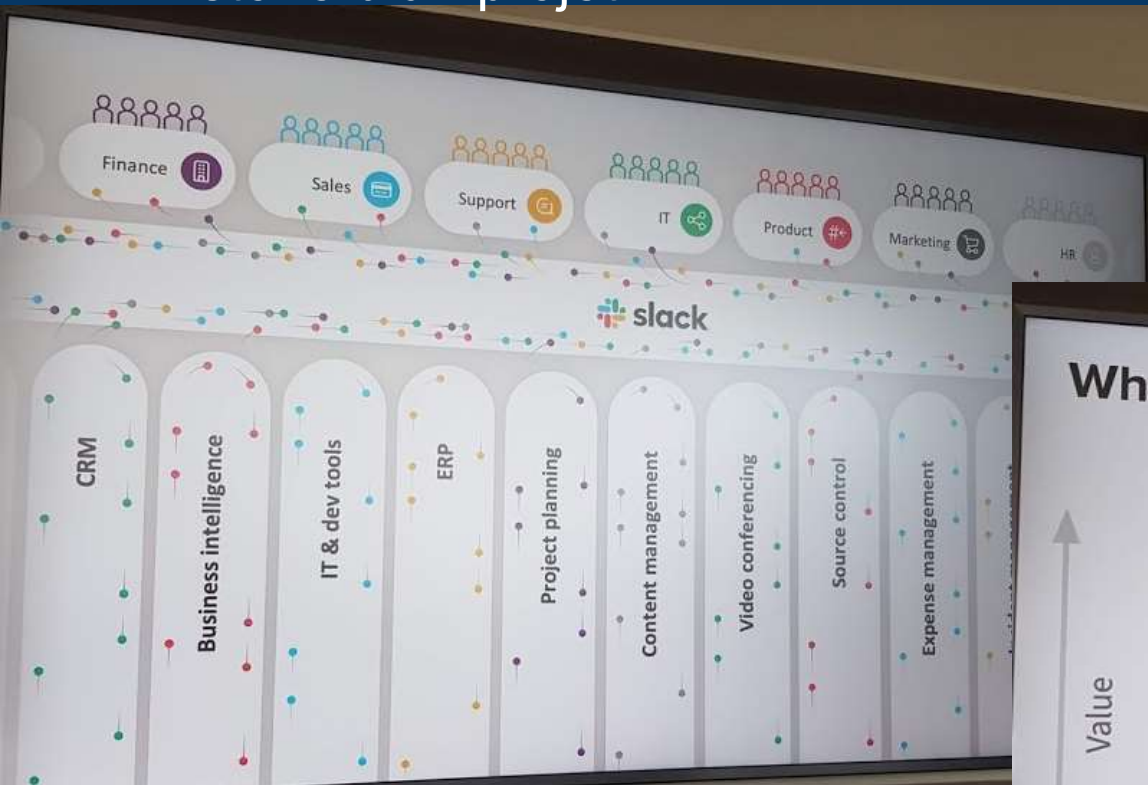 projet
Finance
Sales
Support
IT
Product
#
Marketing
HR
slack
CRM
Business intelligence
IT & dev tools
ERP
Project planning
Content management
Video conferencing
Source control
Expense management
Wh
Value